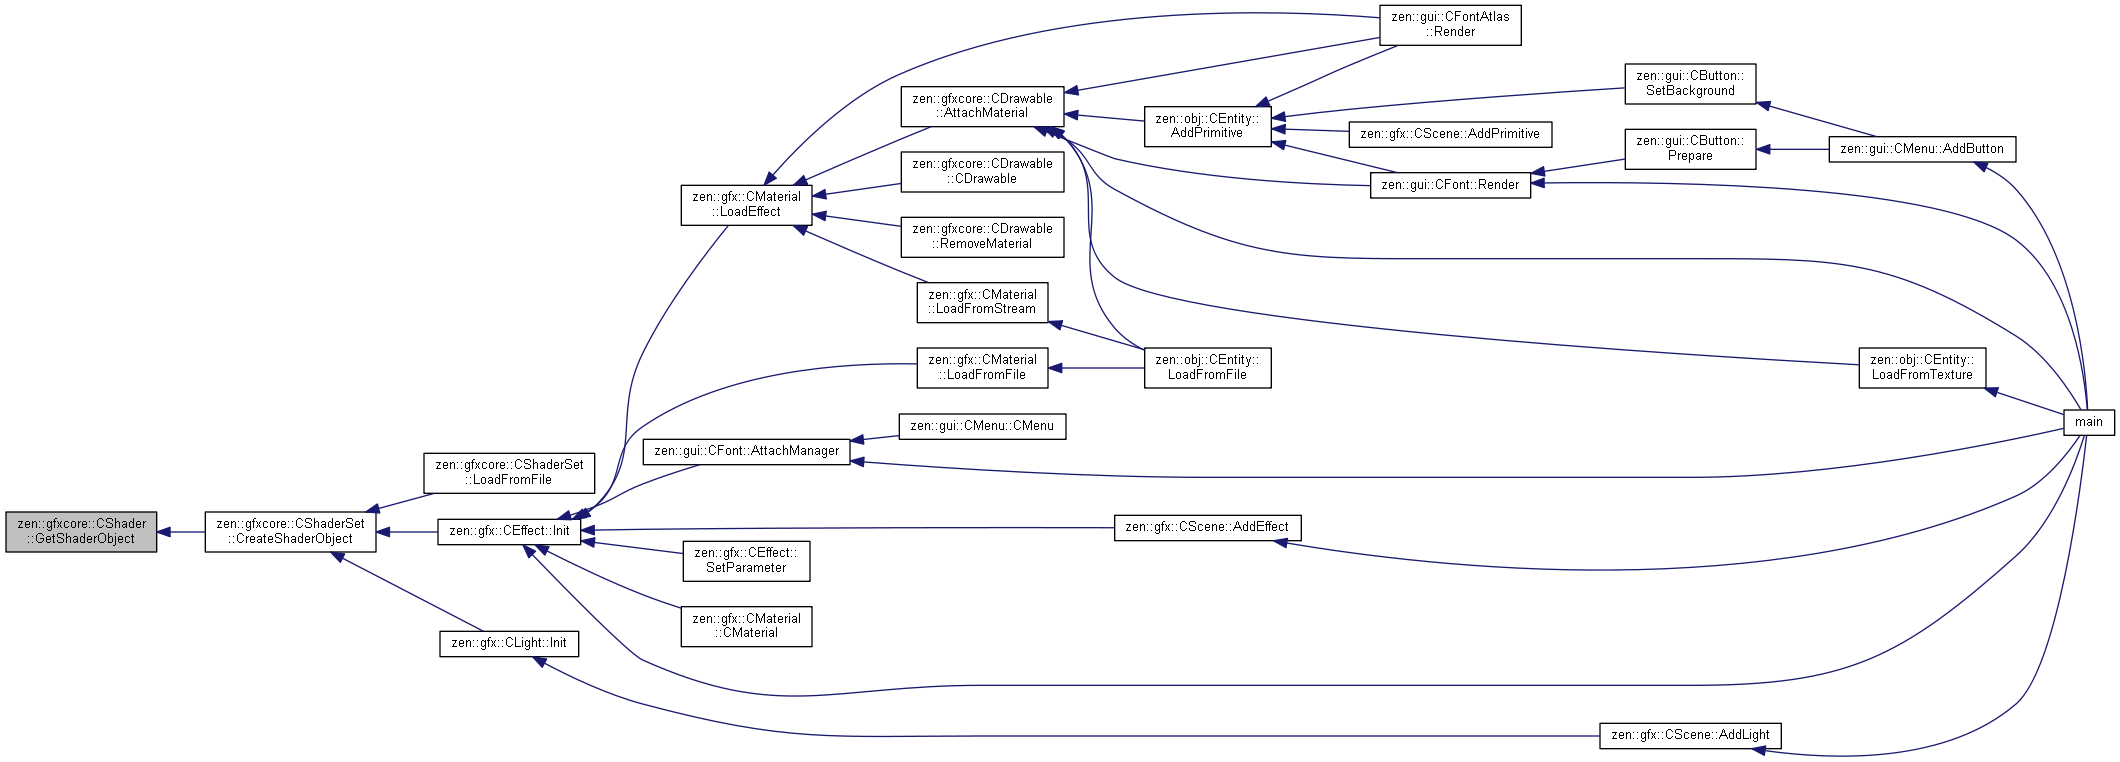 zen::gui::CFontAtlas
::Render
zen::gui::CButton::
SetBackground
zen::gfxcore::CDrawable
::AttachMaterial
zen::obj::CEntity::
AddPrimitive
zen::gfx::CScene::AddPrimitive
zen::gui::CButton::
Prepare
zen::gui::CMenu::AddButton
zen::gfxcore::CDrawable
::CDrawable
zen::gui::CFont::Render
zen::gfx::CMaterial
::LoadEffect
zen::gfxcore::CDrawable
::RemoveMaterial
zen::gfx::CMaterial
::LoadFromStream
zen::gfx::CMaterial
::LoadFromFile
zen::obj::CEntity::
LoadFromFile
zen::obj::CEntity::
LoadFromTexture
main
zen::gui::CMenu::CMenu
zen::gui::CFont::AttachManager
zen::gfxcore::CShaderSet
::LoadFromFile
zen::gfxcore::CShader
::GetShaderObject
zen::gfxcore::CShaderSet
::CreateShaderObject
zen::gfx::CEffect::Init
zen::gfx::CScene::AddEffect
zen::gfx::CEffect::
SetParameter
zen::gfx::CMaterial
::CMaterial
zen::gfx::CLight::Init
zen::gfx::CScene::AddLight